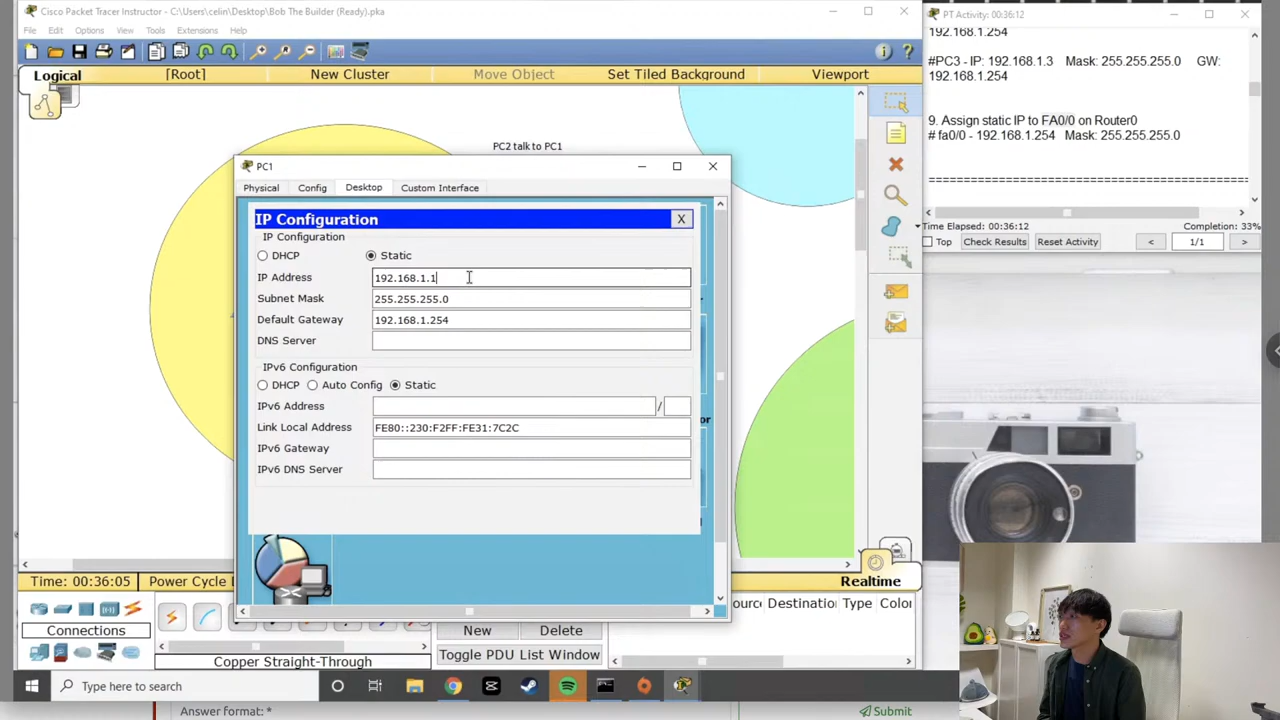 Cisco Packet Tracer Instructor - C:\Users\celin\Desktop\Bob The Builder (Ready).pka
File Edit Options View Tools Extensions Help
Logical [Root] New Cluster Move Object Set Tiled Background Viewport
PC2 talk to PC1
PC1
Physical Config Desktop Custom Interface
IP Configuration X
IP Configuration
DHCP Static
IP Address 192.168.1.1
Subnet Mask 255.255.255.0
Default Gateway 192.168.1.254
DNS Server
IPv6 Configuration
DHCP Auto Config Static
IPv6 Address /
Link Local Address FE80::230:F2FF:FE31:7C2C
IPv6 Gateway
IPv6 DNS Server
or
Time: 00:36:05 Power Cycle Realtime
Connections
Copper Straight-Through
New Delete
Toggle PDU List Window
ource Destination Type Color
PT Activity: 00:36:12
192.168.1.254
#PC3 - IP: 192.168.1.3 Mask: 255.255.255.0 GW:
192.168.1.254
9. Assign static IP to FA0/0 on Router0
# fa0/0 - 192.168.1.254 Mask: 255.255.255.0
Time Elapsed: 00:36:12 Completion: 33%
Top Check Results Reset Activity < 1/1 >
Type here to search
Answer format: * Submit